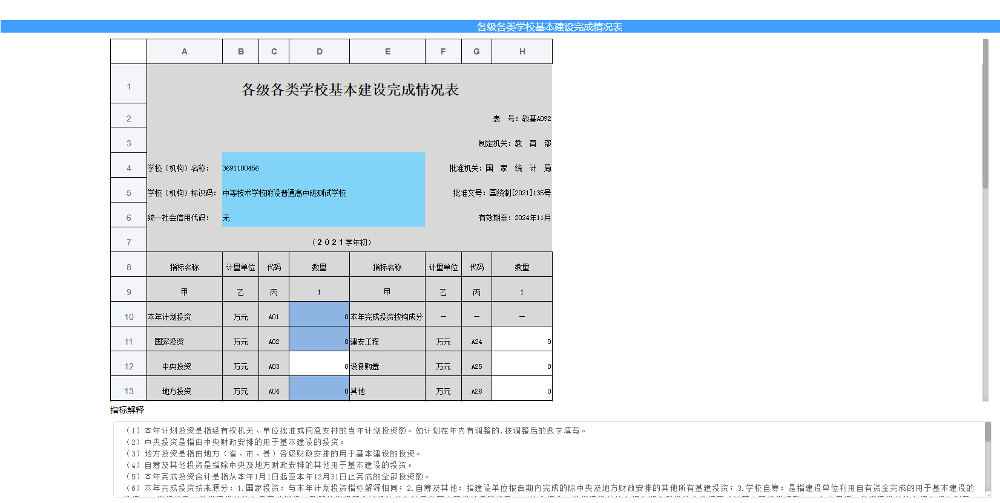 各级各类学校基本建设完成情况表
A B C D E F G H
1 各级各类学校基本建设完成情况表
2 表　号：教基A092
3 制定机关：教　育　部
4 学校（机构）名称： 3691100456 批准机关：国　家　统　计　局
5 学校（机构）标识码： 中等技术学校附设普通高中班测试学校 批准文号：国统制[2021]135号
6 统一社会信用代码： 无 有效期至：2024年11月
7 （２０２１学年初）
8 指标名称 计量单位 代码 数量 指标名称 计量单位 代码 数量
9 甲 乙 丙 1 甲 乙 丙 1
10 本年计划投资 万元 A01 0 本年完成投资按构成分 — — —
11 国家投资 万元 A02 0 建安工程 万元 A24 0
12 中央投资 万元 A03 0 设备购置 万元 A25 0
13 地方投资 万元 A04 0 其他 万元 A26 0
指标解释
（1）本年计划投资是指经有权机关、单位批准或同意安排的当年计划投资额。如计划在年内有调整的,按调整后的数字填写。
（2）中央投资是指由中央财政安排的用于基本建设的投资。
（3）地方投资是指由地方（省、市、县）各级财政安排的用于基本建设的投资。
（4）自筹及其他投资是指除中央及地方财政安排的其他用于基本建设的投资。
（5）本年完成投资合计是指从本年1月1日起至本年12月31日止完成的全部投资额。
（6）本年完成投资按来源分：1.国家投资：与本年计划投资指标解释相同；2.自筹及其他：指建设单位报告期内完成的除中央及地方财政安排的其他所有基建投资；3.学校自筹：是指建设单位利用自有资金完成的用于基本建设的